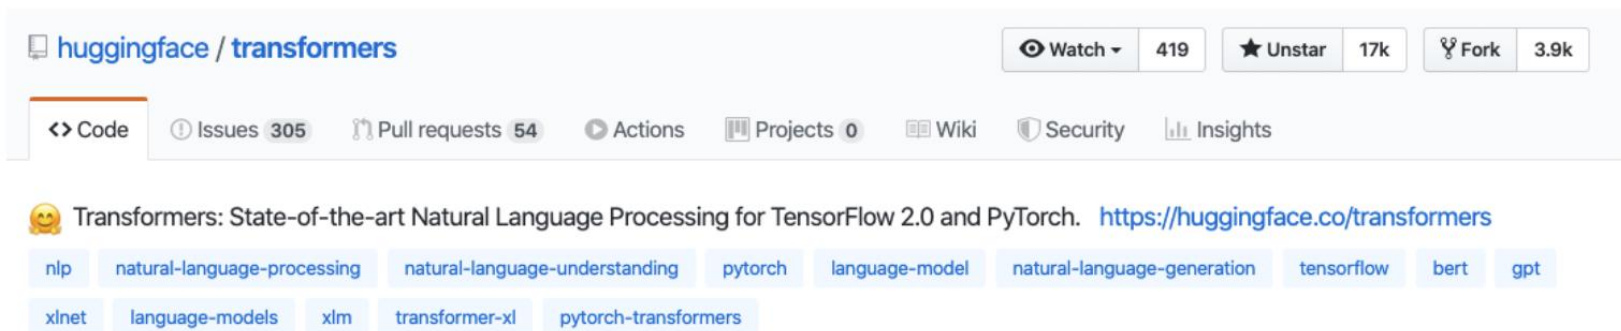 huggingface / transformers Watch 419 Unstar 17k Fork 3.9k
Code Issues 305 Pull requests 54 Actions Projects 0 Wiki Security Insights
🤗 Transformers: State-of-the-art Natural Language Processing for TensorFlow 2.0 and PyTorch. https://huggingface.co/transformers
nlp natural-language-processing natural-language-understanding pytorch language-model natural-language-generation tensorflow bert gpt
xlnet language-models xlm transformer-xl pytorch-transformers